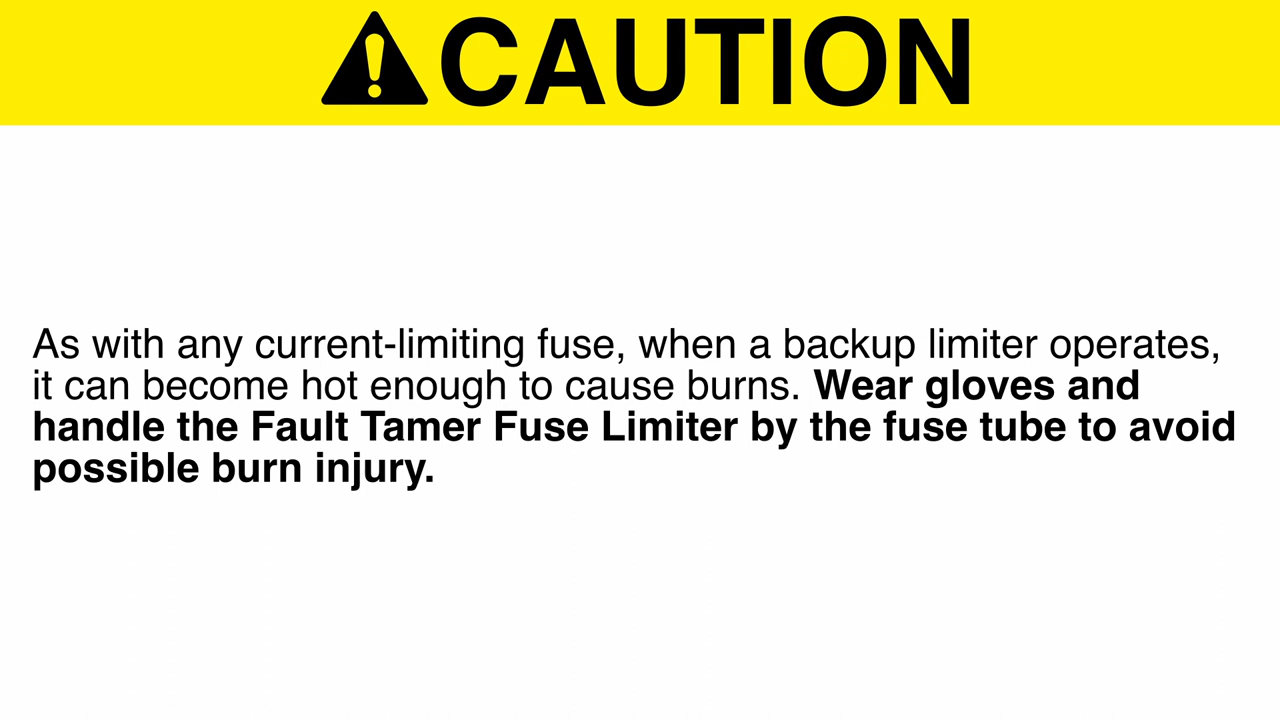 CAUTION
As with any current-limiting fuse, when a backup limiter operates,
it can become hot enough to cause burns. Wear gloves and
handle the Fault Tamer Fuse Limiter by the fuse tube to avoid
possible burn injury.